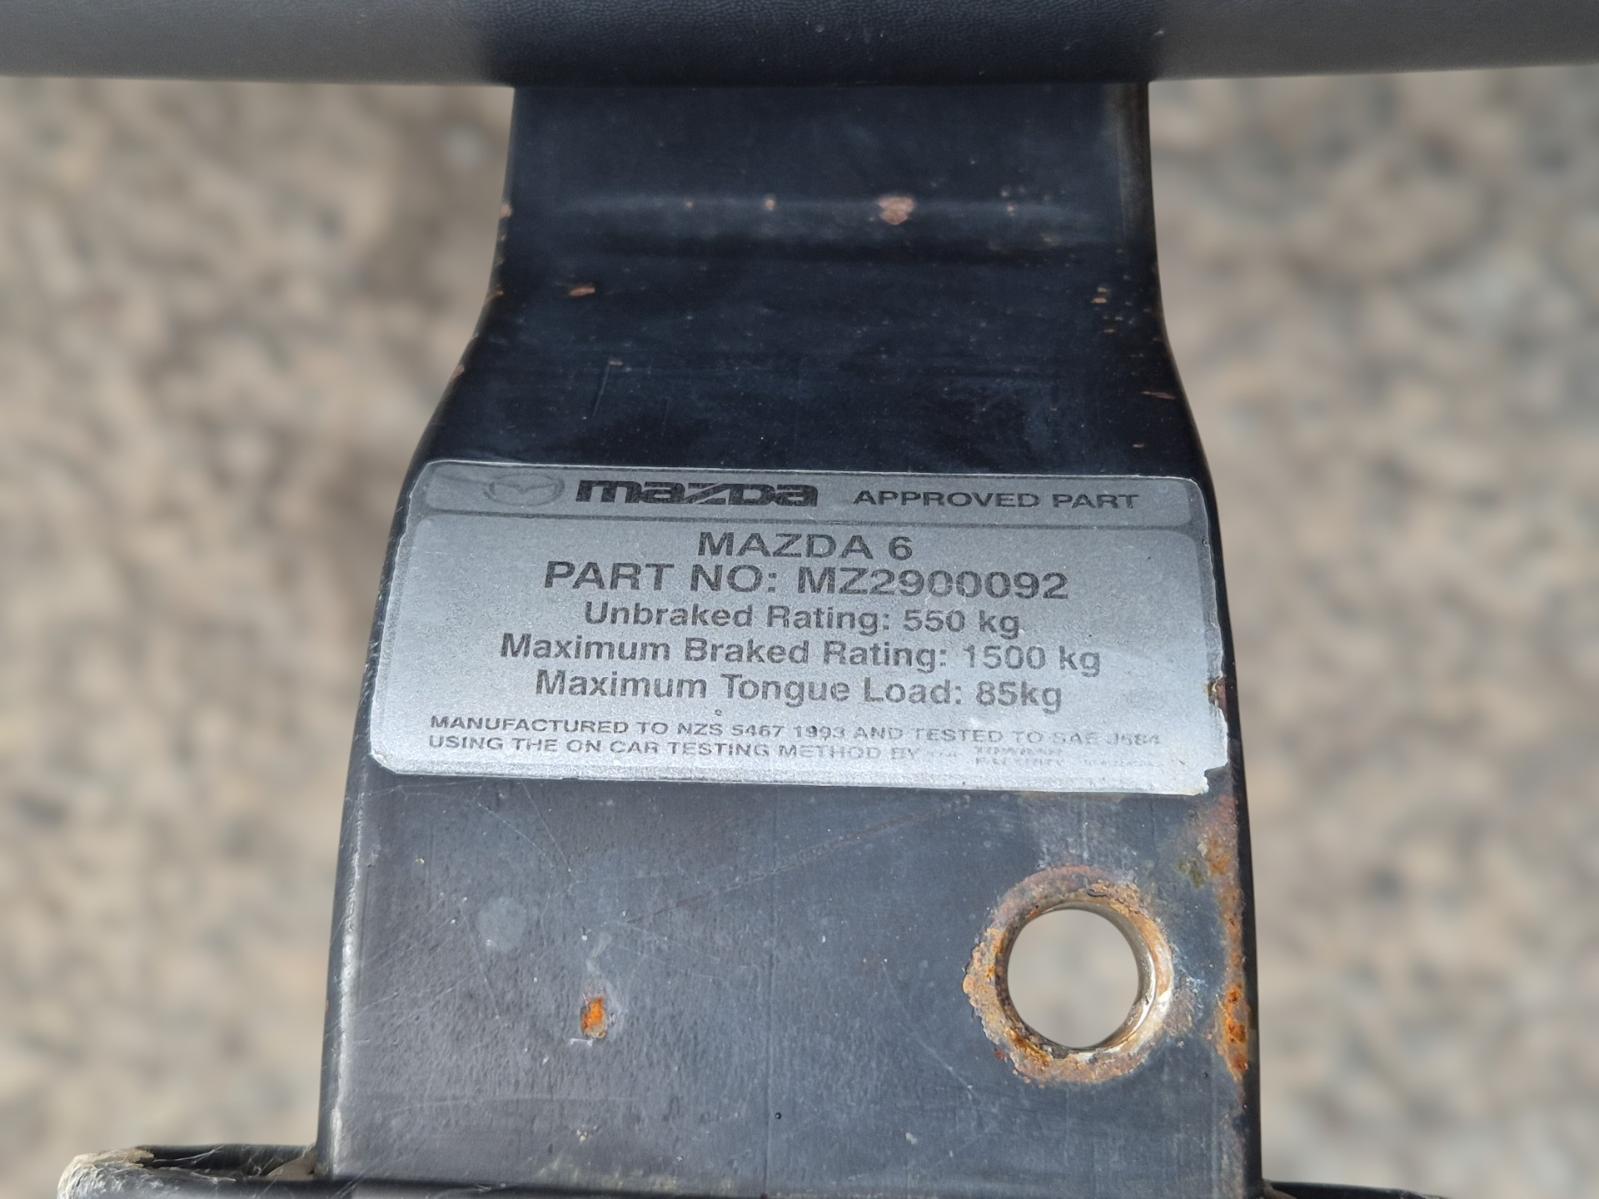 mazda APPROVED PART
MAZDA 6
PART NO: MZ2900092
Unbraked Rating: 550 kg
Maximum Braked Rating: 1500 kg
Maximum Tongue Load: 85kg
MANUFACTURED TO NZS 5467 1993 AND TESTED TO SAE J684
USING THE ON CAR TESTING METHOD BY